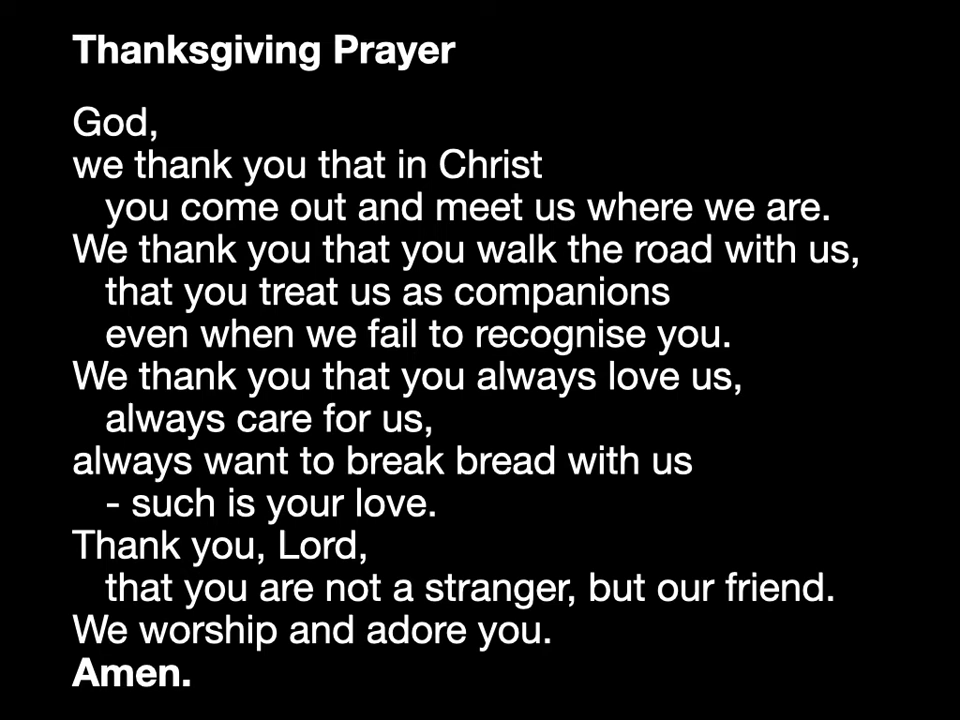 Thanksgiving Prayer
God,
we thank you that in Christ
you come out and meet us where we are.
We thank you that you walk the road with us,
that you treat us as companions
even when we fail to recognise you.
We thank you that you always love us,
always care for us,
always want to break bread with us
- such is your love.
Thank you, Lord,
that you are not a stranger, but our friend.
We worship and adore you.
Amen.